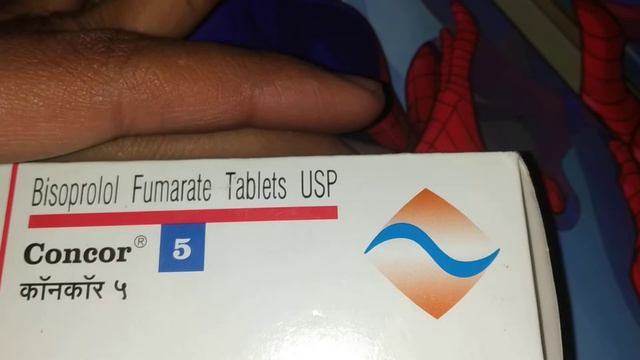 Bisoprolol Fumarate Tablets USP
Concor® 5
कॉनकॉर ५